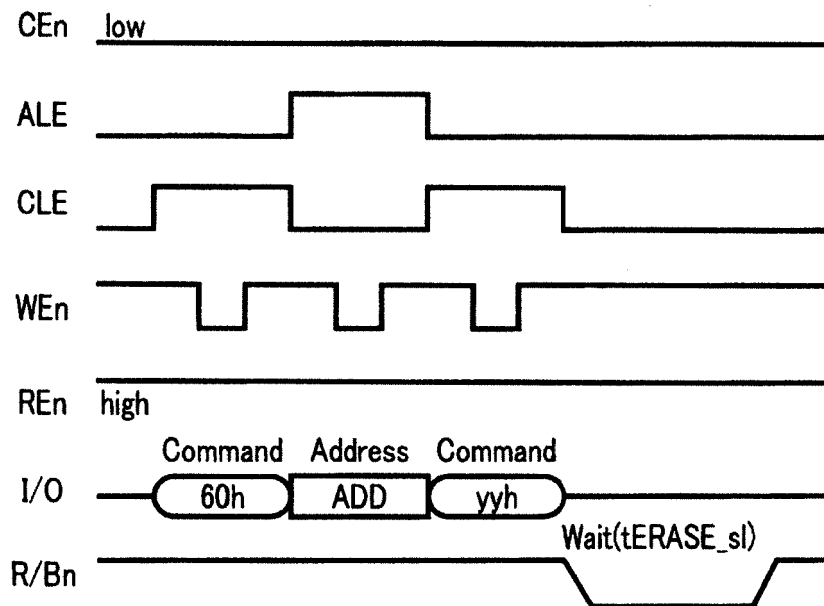 CEn low
ALE
CLE
WEn
REn high
Command Address Command
I/O 60h ADD yyh
Wait(tERASE_sl)
R/Bn